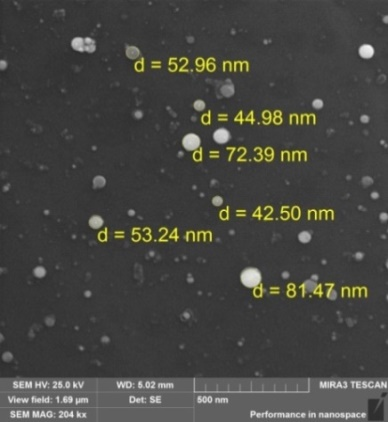 d = 52.96 nm
d = 44.98 nm
d = 72.39 nm
d = 42.50 nm
d = 53.24 nm
d = 81.47 nm
SEM HV: 25.0 kV WD: 5.02 mm MIRA3 TESCAN
View field: 1.69 µm Det: SE 500 nm
SEM MAG: 204 kx Performance in nanospace